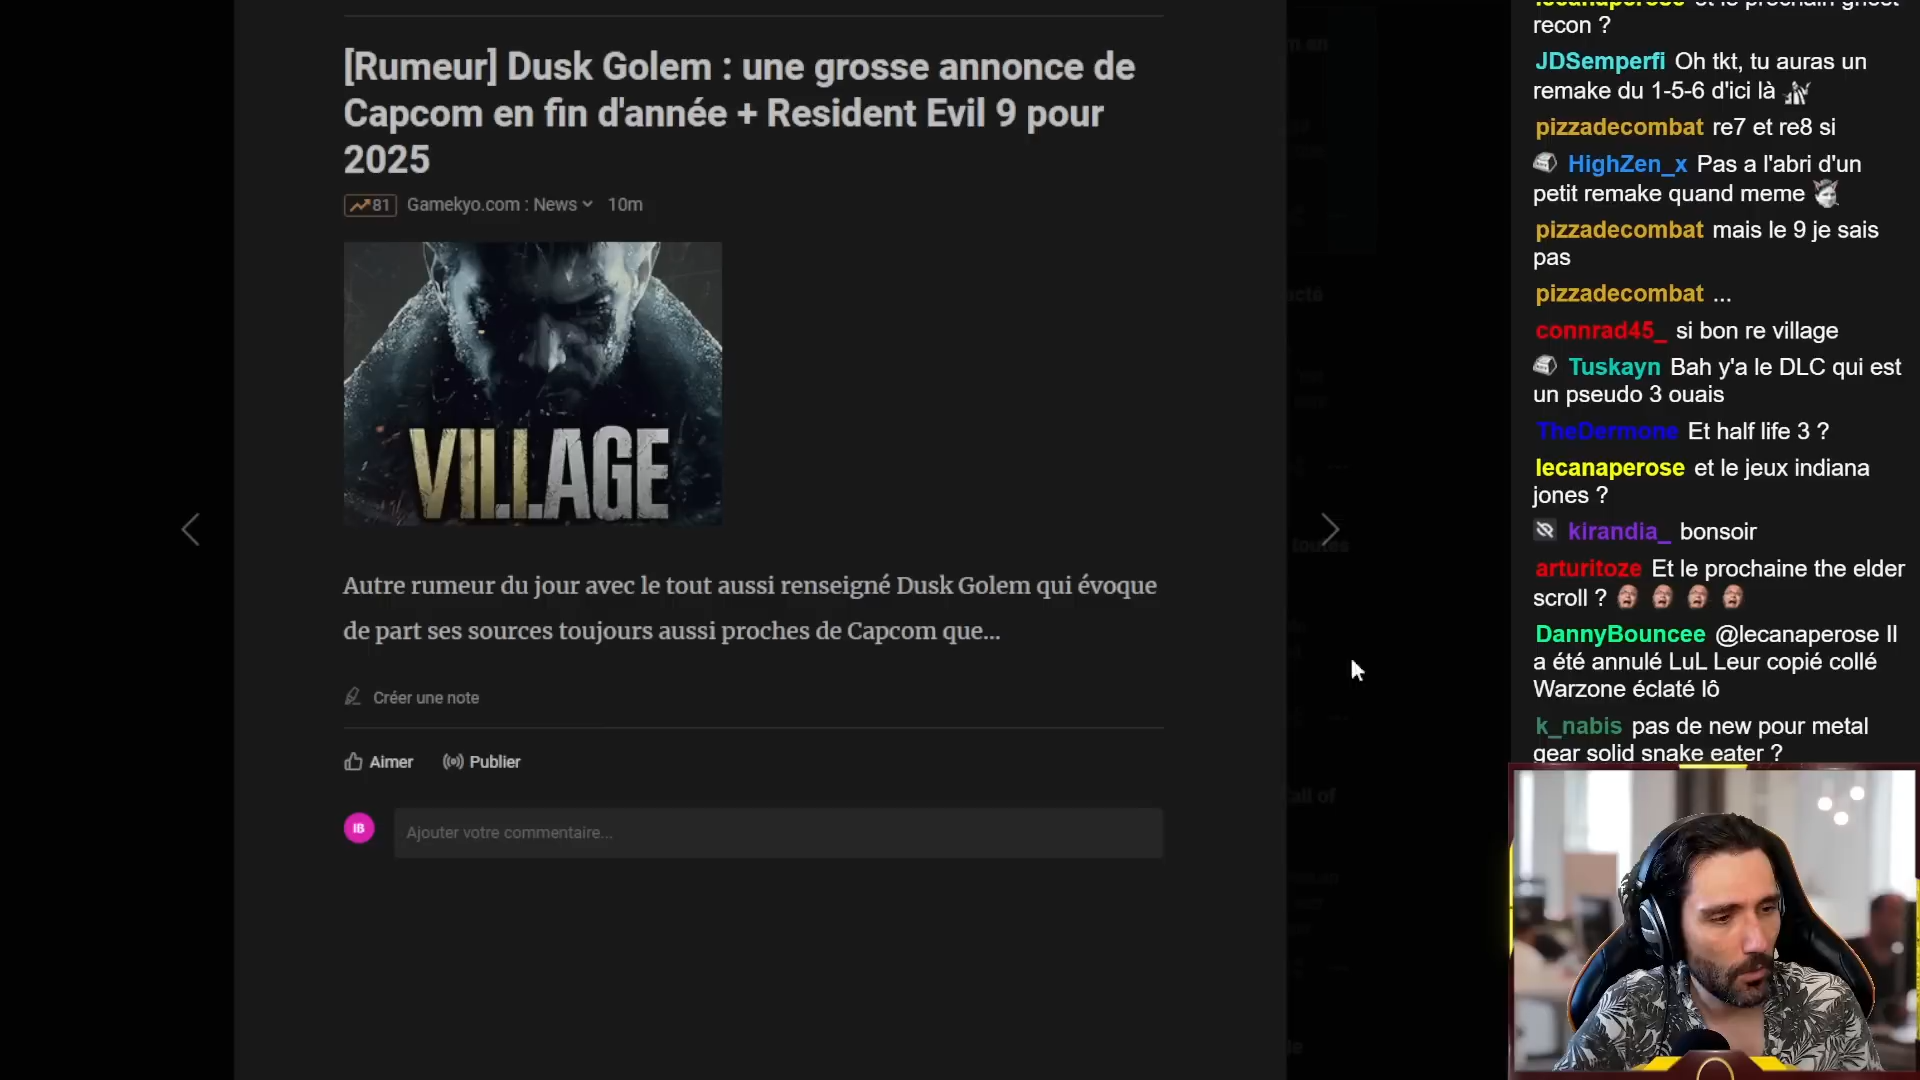 [Rumeur] Dusk Golem : une grosse annonce de
Capcom en fin d'année + Resident Evil 9 pour
2025
81 Gamekyo.com : News 10m
VILLAGE
Autre rumeur du jour avec le tout aussi renseigné Dusk Golem qui évoque
de part ses sources toujours aussi proches de Capcom que...
Créer une note
Aimer Publier
IB Ajouter votre commentaire...
toutes
lecanaperose et le prochain ghost
recon ?
JDSemperfi Oh tkt, tu auras un
remake du 1-5-6 d'ici là
pizzadecombat re7 et re8 si
HighZen_x Pas a l'abri d'un
petit remake quand meme
pizzadecombat mais le 9 je sais
pas
pizzadecombat ...
connrad45_ si bon re village
Tuskayn Bah y'a le DLC qui est
un pseudo 3 ouais
TheDermone Et half life 3 ?
lecanaperose et le jeux indiana
jones ?
kirandia_ bonsoir
arturitoze Et le prochaine the elder
scroll ?
DannyBouncee @lecanaperose Il
a été annulé LuL Leur copié collé
Warzone éclaté lô
k_nabis pas de new pour metal
gear solid snake eater ?